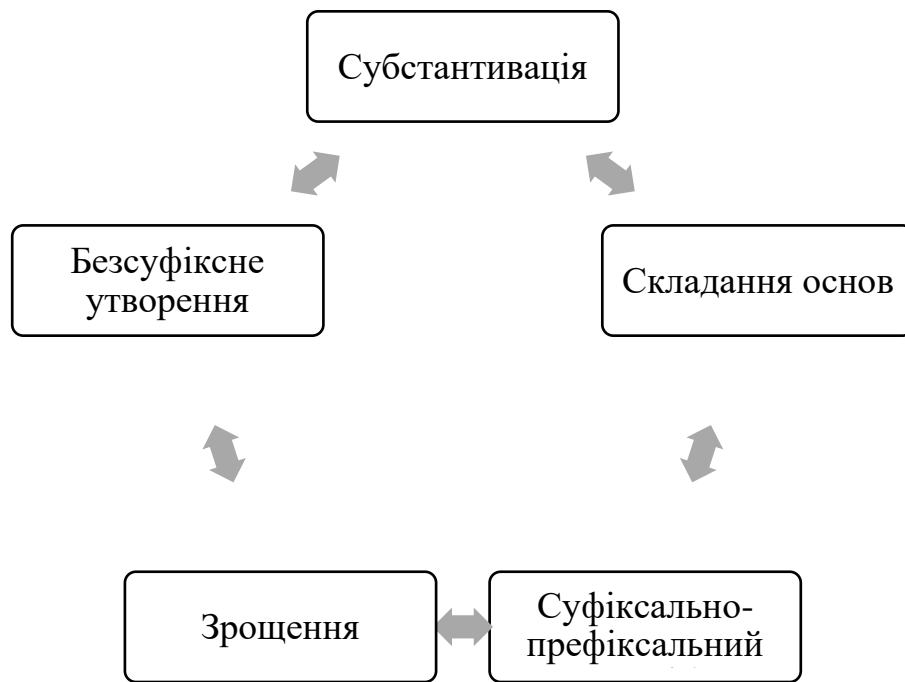 Субстантивація
Безсуфіксне
утворення
Складання основ
Зрощення
Суфіксально-
префіксальний